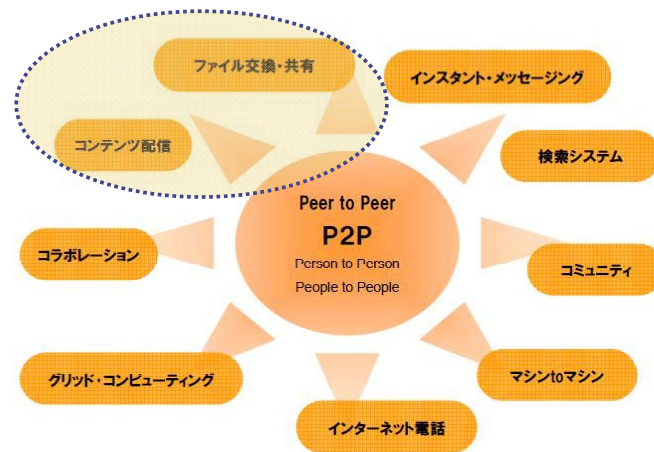 ファイル交換・共有
インスタント・メッセージング
コンテンツ配信
検索システム
Peer to Peer
P2P
Person to Person
People to People
コラボレーション
コミュニティ
グリッド・コンピューティング
マシンtoマシン
インターネット電話